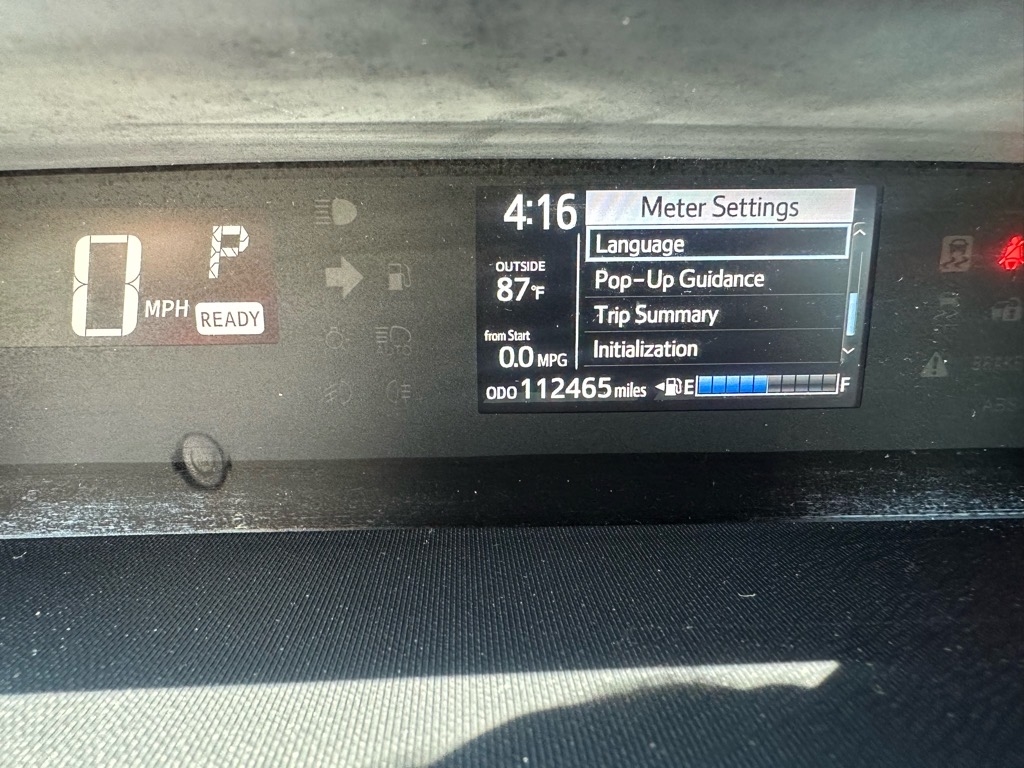 0 MPH
P
READY
4:16
OUTSIDE
87°F
from Start
0.0 MPG
Meter Settings
Language
Pop-Up Guidance
Trip Summary
Initialization
ODO 112465 miles
E F